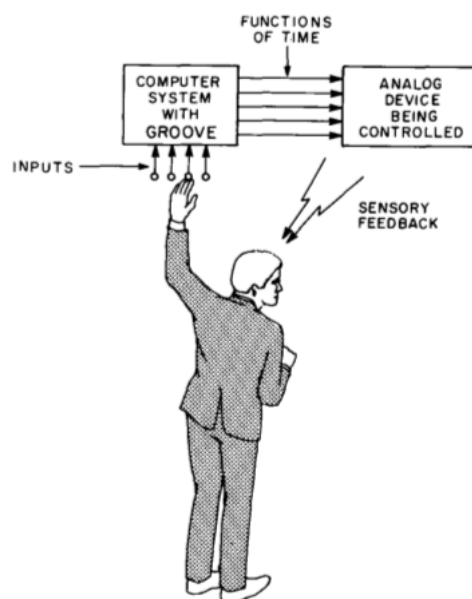 FUNCTIONS
OF TIME
COMPUTER
SYSTEM
WITH
GROOVE
ANALOG
DEVICE
BEING
CONTROLLED
INPUTS
SENSORY
FEEDBACK